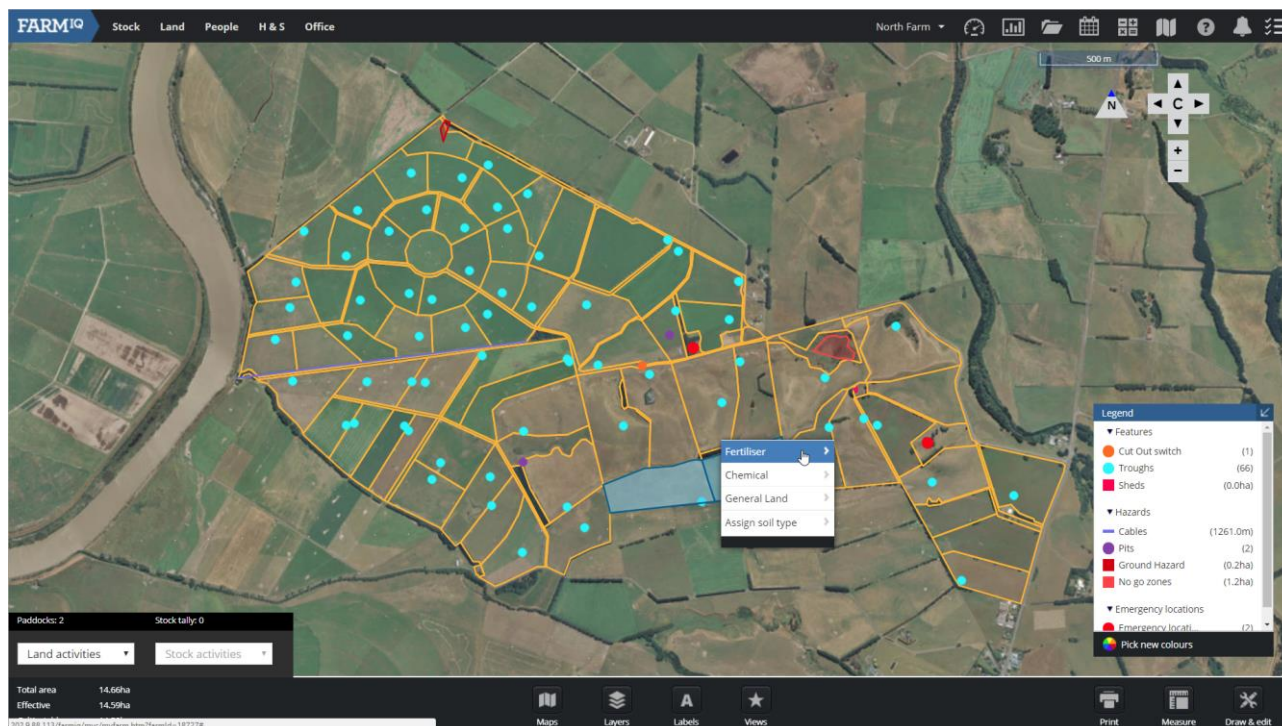 FARMIQ Stock Land People H & S Office North Farm
500 m
N
C
+
−
Legend
Features
Cut Out switch (1)
Troughs (66)
Sheds (0.0ha)
Hazards
Cables (1261.0m)
Pits (2)
Ground Hazard (0.2ha)
No go zones (1.2ha)
Emergency locations
Emergency locati... (2)
Pick new colours
Fertiliser
Chemical
General Land
Assign soil type
Paddocks: 2 Stock tally: 0
Land activities Stock activities
Total area 14.66ha
Effective 14.59ha
Maps Layers Labels Views Print Measure Draw & edit